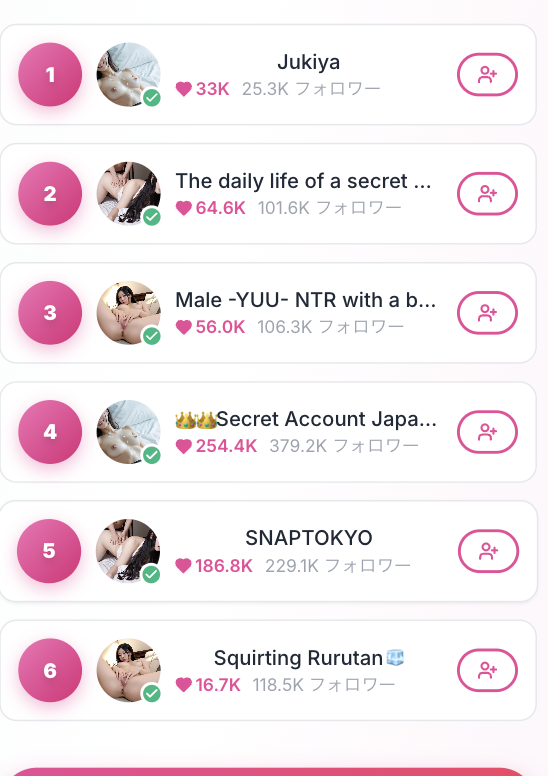 1
Jukiya
33K 25.3K フォロワー
2
The daily life of a secret ...
64.6K 101.6K フォロワー
3
Male -YUU- NTR with a b...
56.0K 106.3K フォロワー
4
👑👑Secret Account Japa...
254.4K 379.2K フォロワー
5
SNAPTOKYO
186.8K 229.1K フォロワー
6
Squirting Rurutan🧊
16.7K 118.5K フォロワー